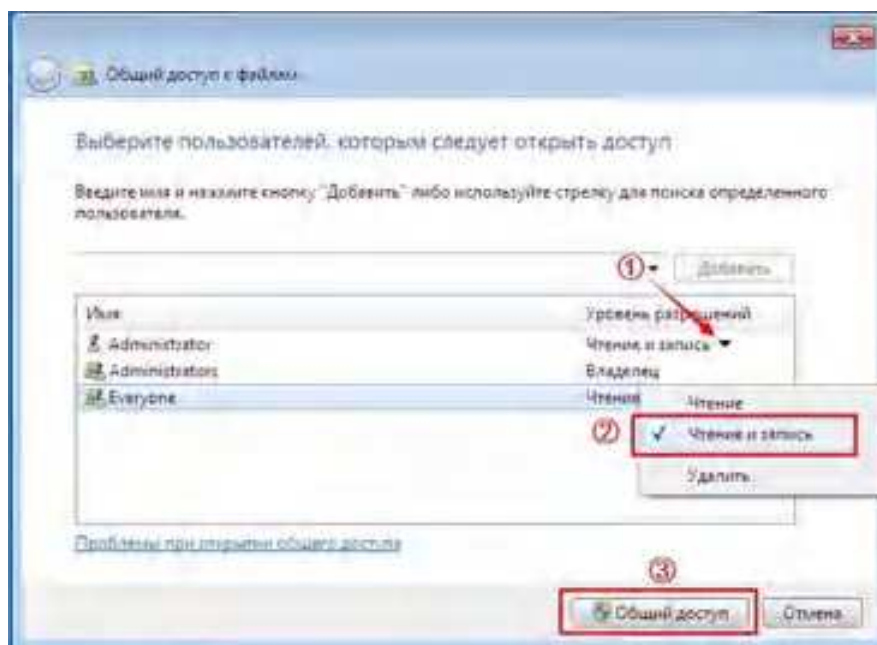 Общий доступ к файлам
Выберите пользователей, которым следует открыть доступ
Введите имя и нажмите кнопку "Добавить" либо используйте стрелку для поиска определенного
пользователя.
① Добавить
Имя Уровень разрешений
Administrator Чтение и запись
Administrators Владелец
Everyone Чтение
Чтение
② Чтение и запись
Удалить
Проблемы при открытии общего доступа
③
Общий доступ Отмена